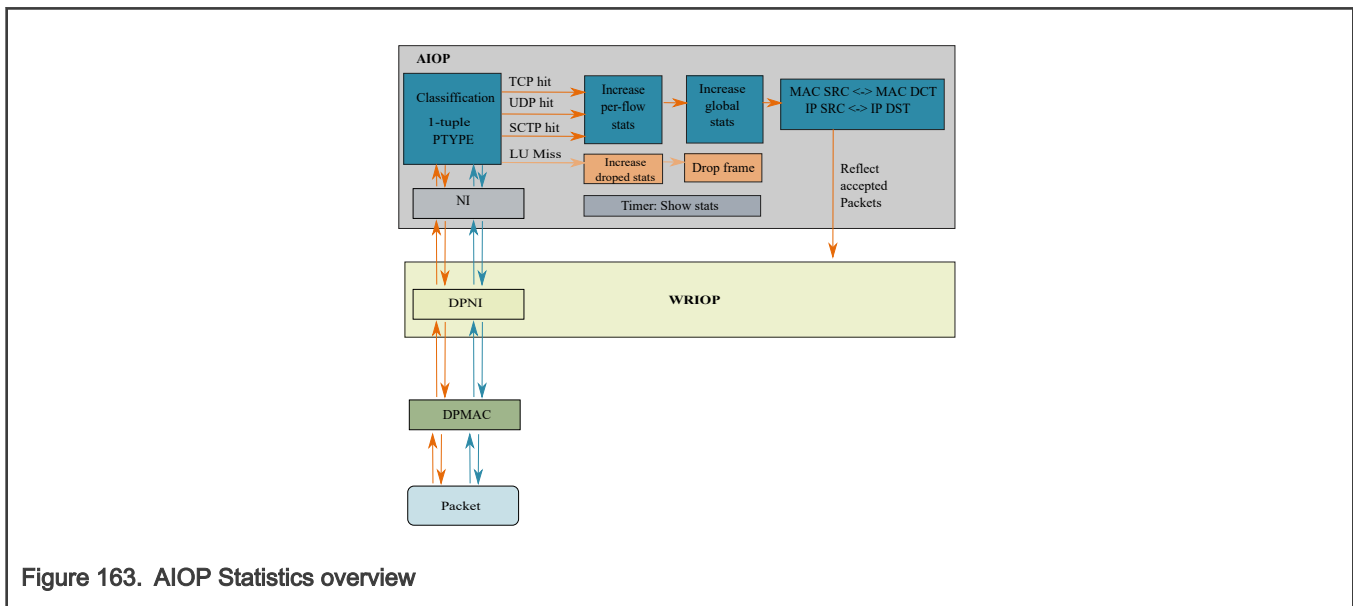 AIOP
Classiffication
1-tuple
PTYPE
TCP hit
UDP hit
SCTP hit
LU Miss
Increase
per-flow
stats
Increase
global
stats
MAC SRC <-> MAC DCT
IP SRC <-> IP DST
Increase
droped stats
Drop frame
Reflect
accepted
Packets
NI
Timer: Show stats
DPNI
WRIOP
DPMAC
Packet
Figure 163. AIOP Statistics overview